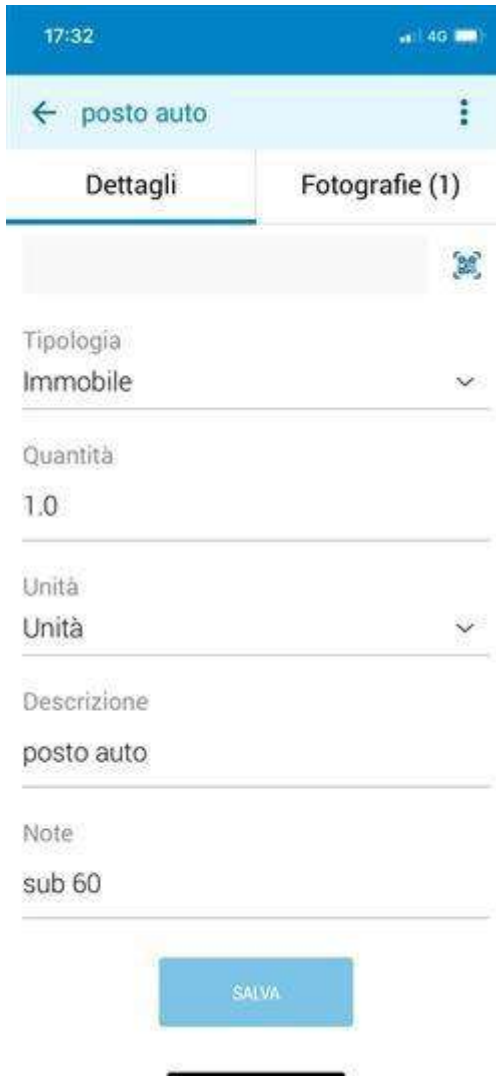 17:32
4G
posto auto
Dettagli
Fotografie (1)
Tipologia
Immobile
Quantità
1.0
Unità
Unità
Descrizione
posto auto
Note
sub 60
SALVA